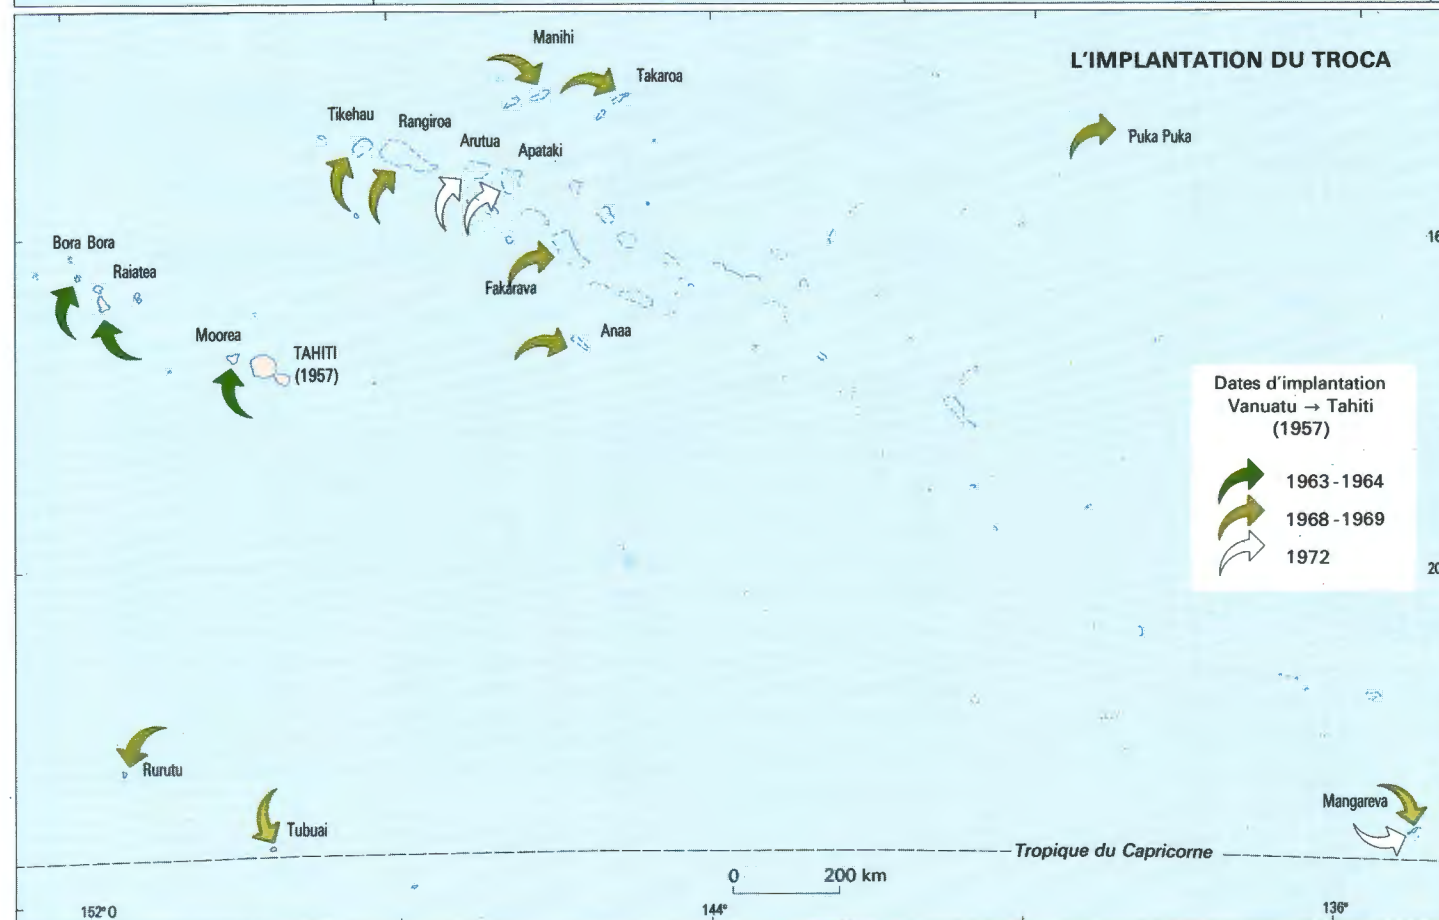 L'IMPLANTATION DU TROCA
Manihi
Takaroa
Tikehau
Rangiroa
Arutua
Apataki
Puka Puka
Bora Bora
Raiatea
Fakarava
Moorea
TAHITI
(1957)
Anaa
16
Dates d'implantation
Vanuatu → Tahiti
(1957)
1963-1964
1968-1969
1972
20
Rurutu
Tubuai
Mangareva
Tropique du Capricorne
0 200 km
152°O
144°
136°